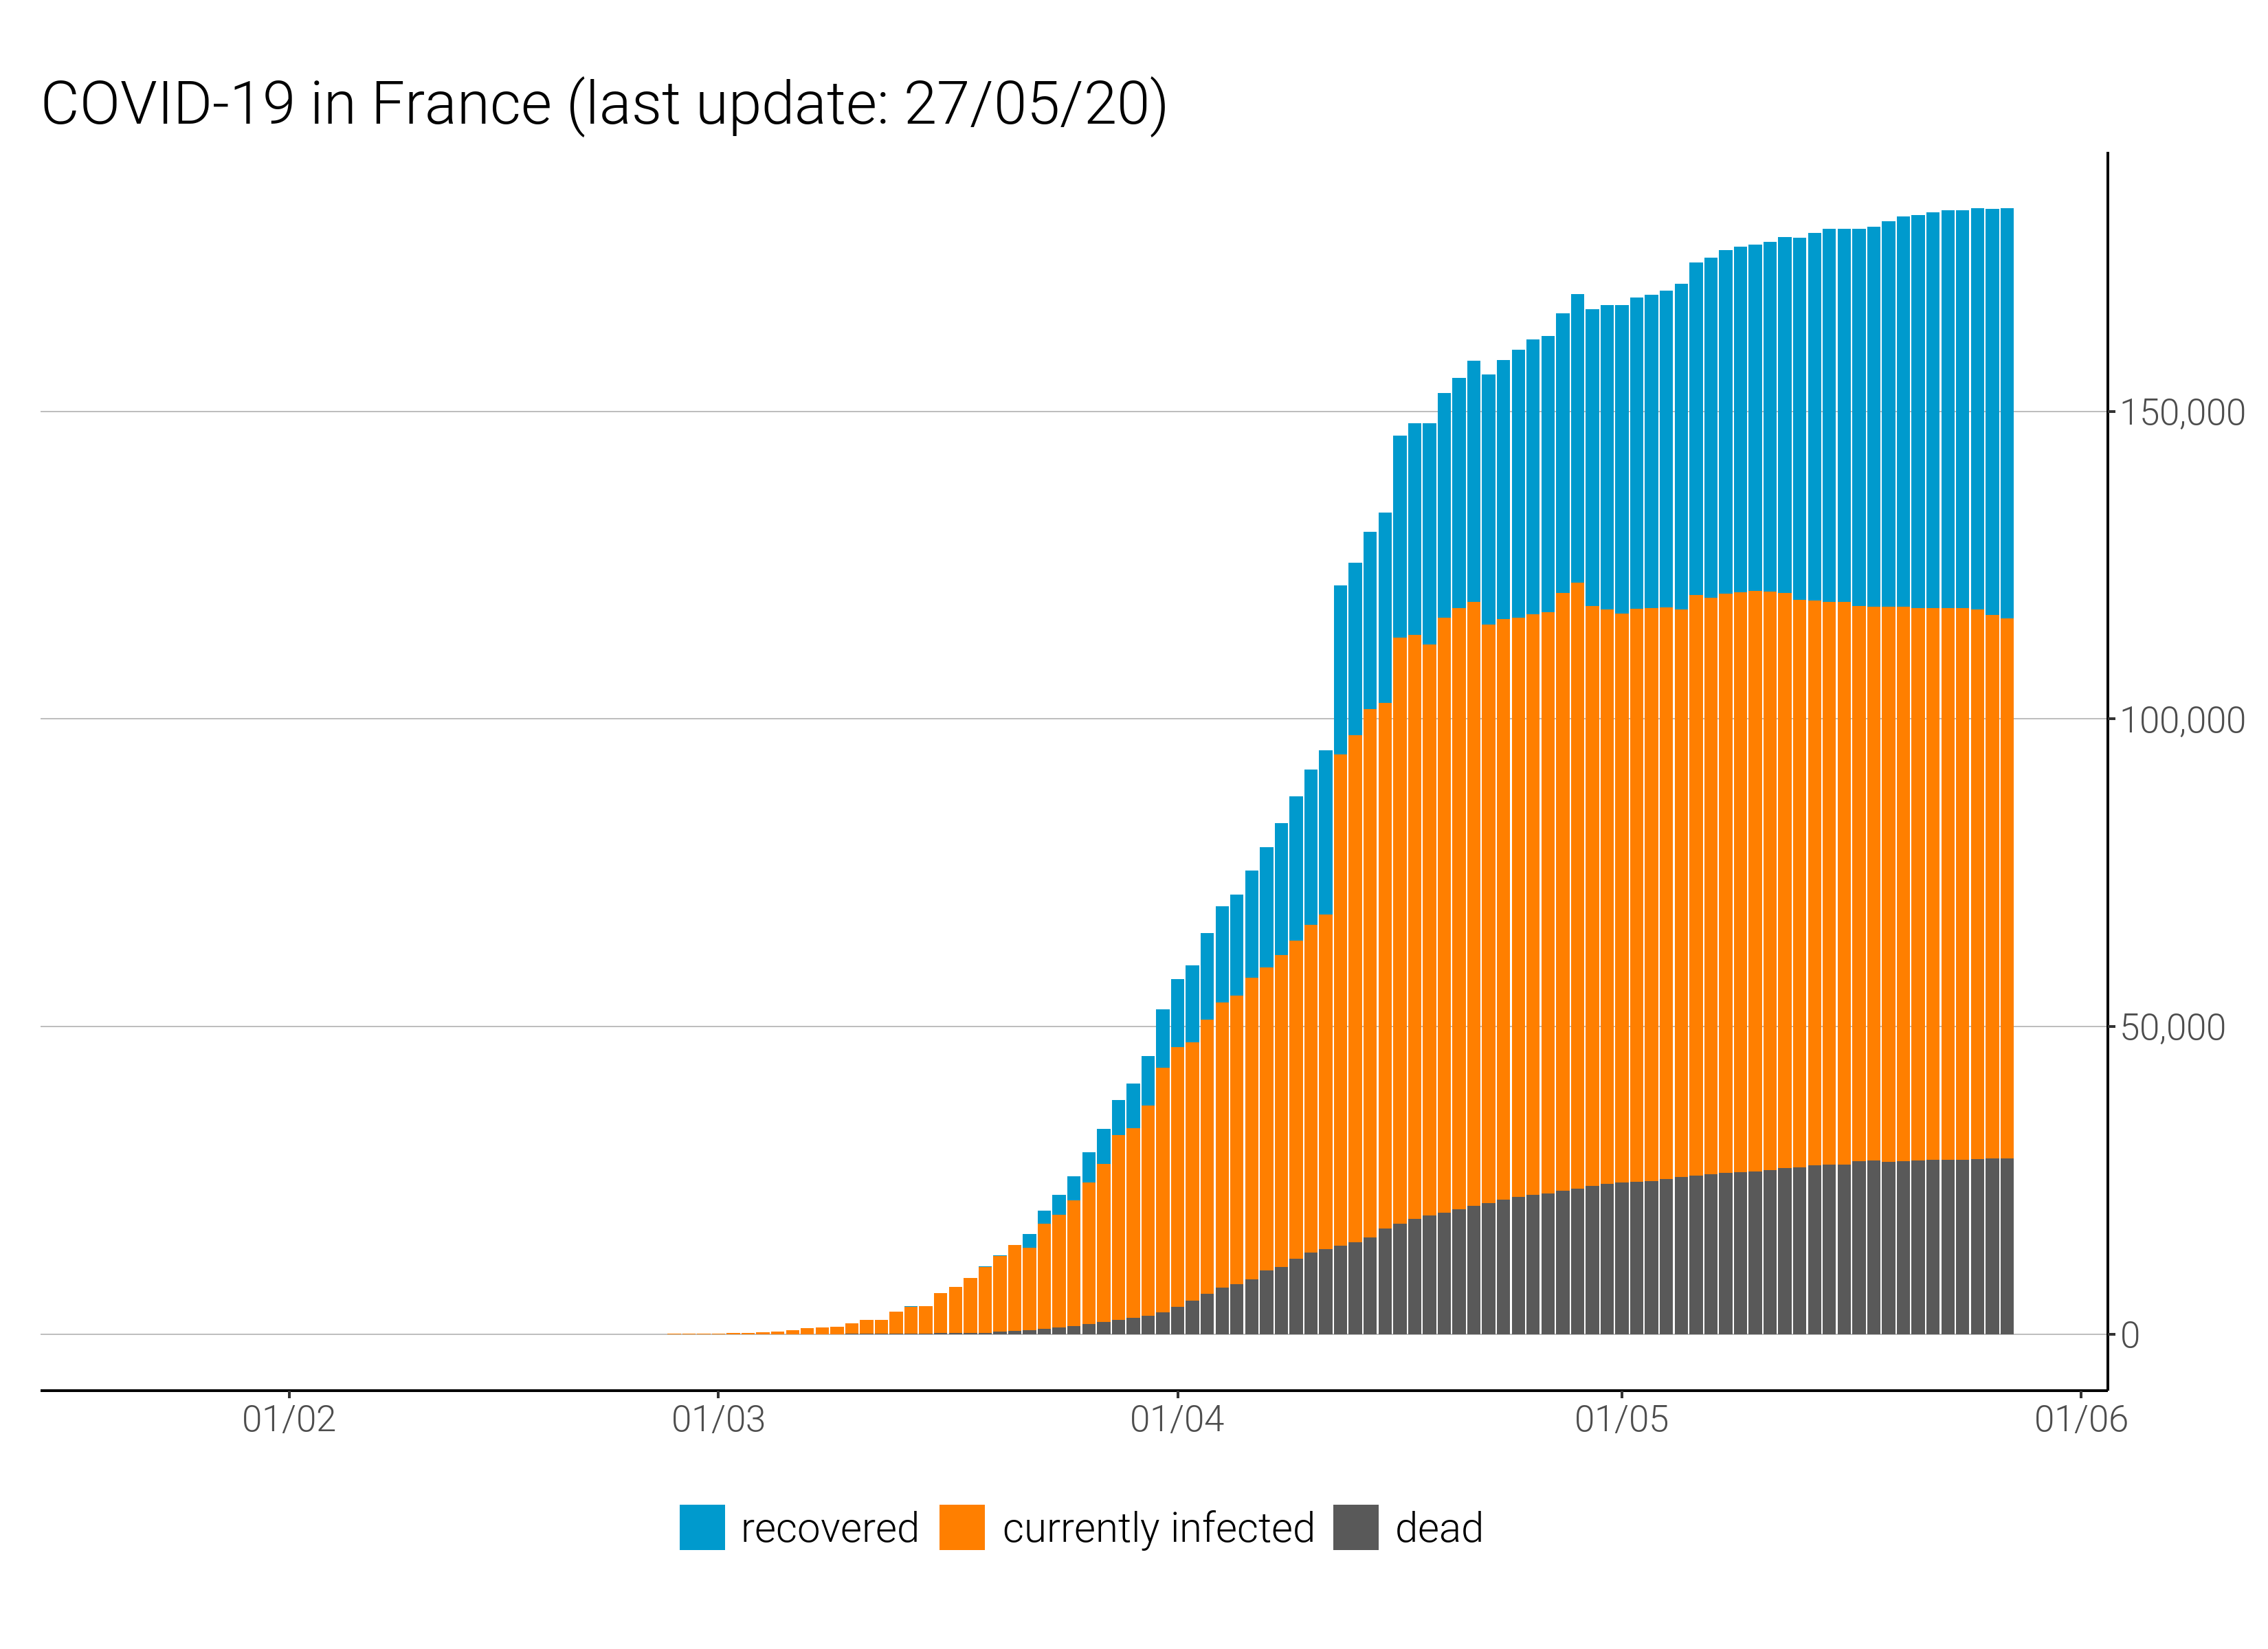 COVID-19 in France (last update: 27/05/20)
150,000
100,000
50,000
0
01/02 01/03 01/04 01/05 01/06
recovered currently infected dead